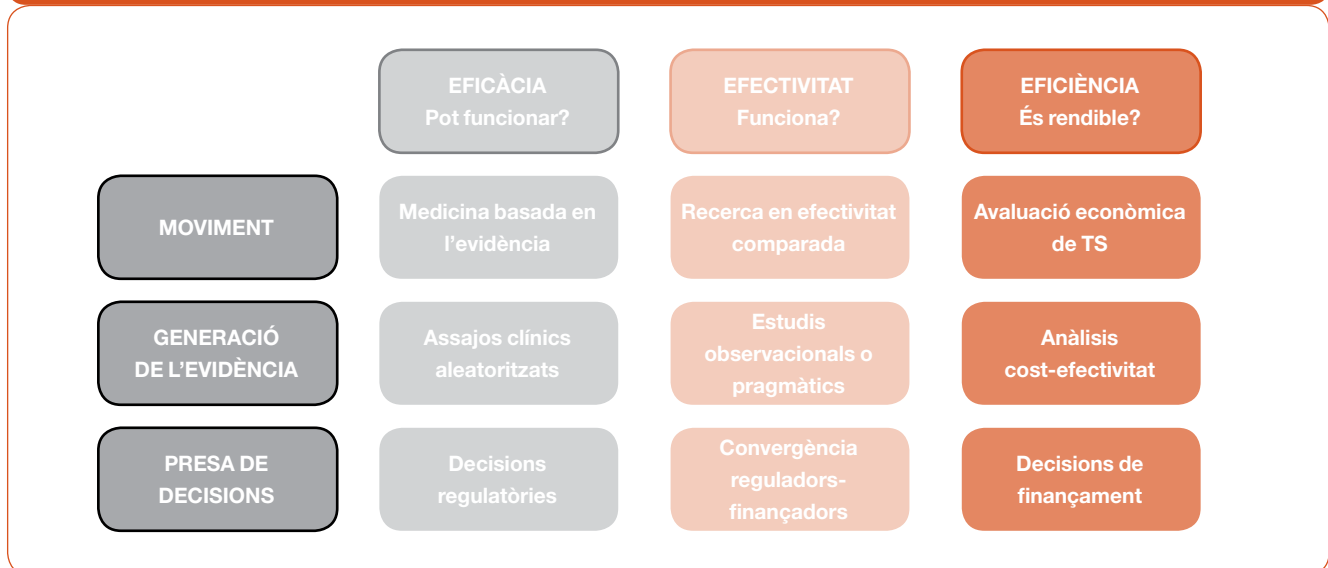 EFICÀCIA
Pot funcionar?
EFECTIVITAT
Funciona?
EFICIÈNCIA
És rendible?
MOVIMENT
Medicina basada en
l’evidència
Recerca en efectivitat
comparada
Avaluació econòmica
de TS
GENERACIÓ
DE L’EVIDÈNCIA
Assajos clínics
aleatoritzats
Estudis
observacionals o
pragmàtics
Anàlisis
cost-efectivitat
PRESA DE
DECISIONS
Decisions
regulatòries
Convergència
reguladors-
finançadors
Decisions de
finançament